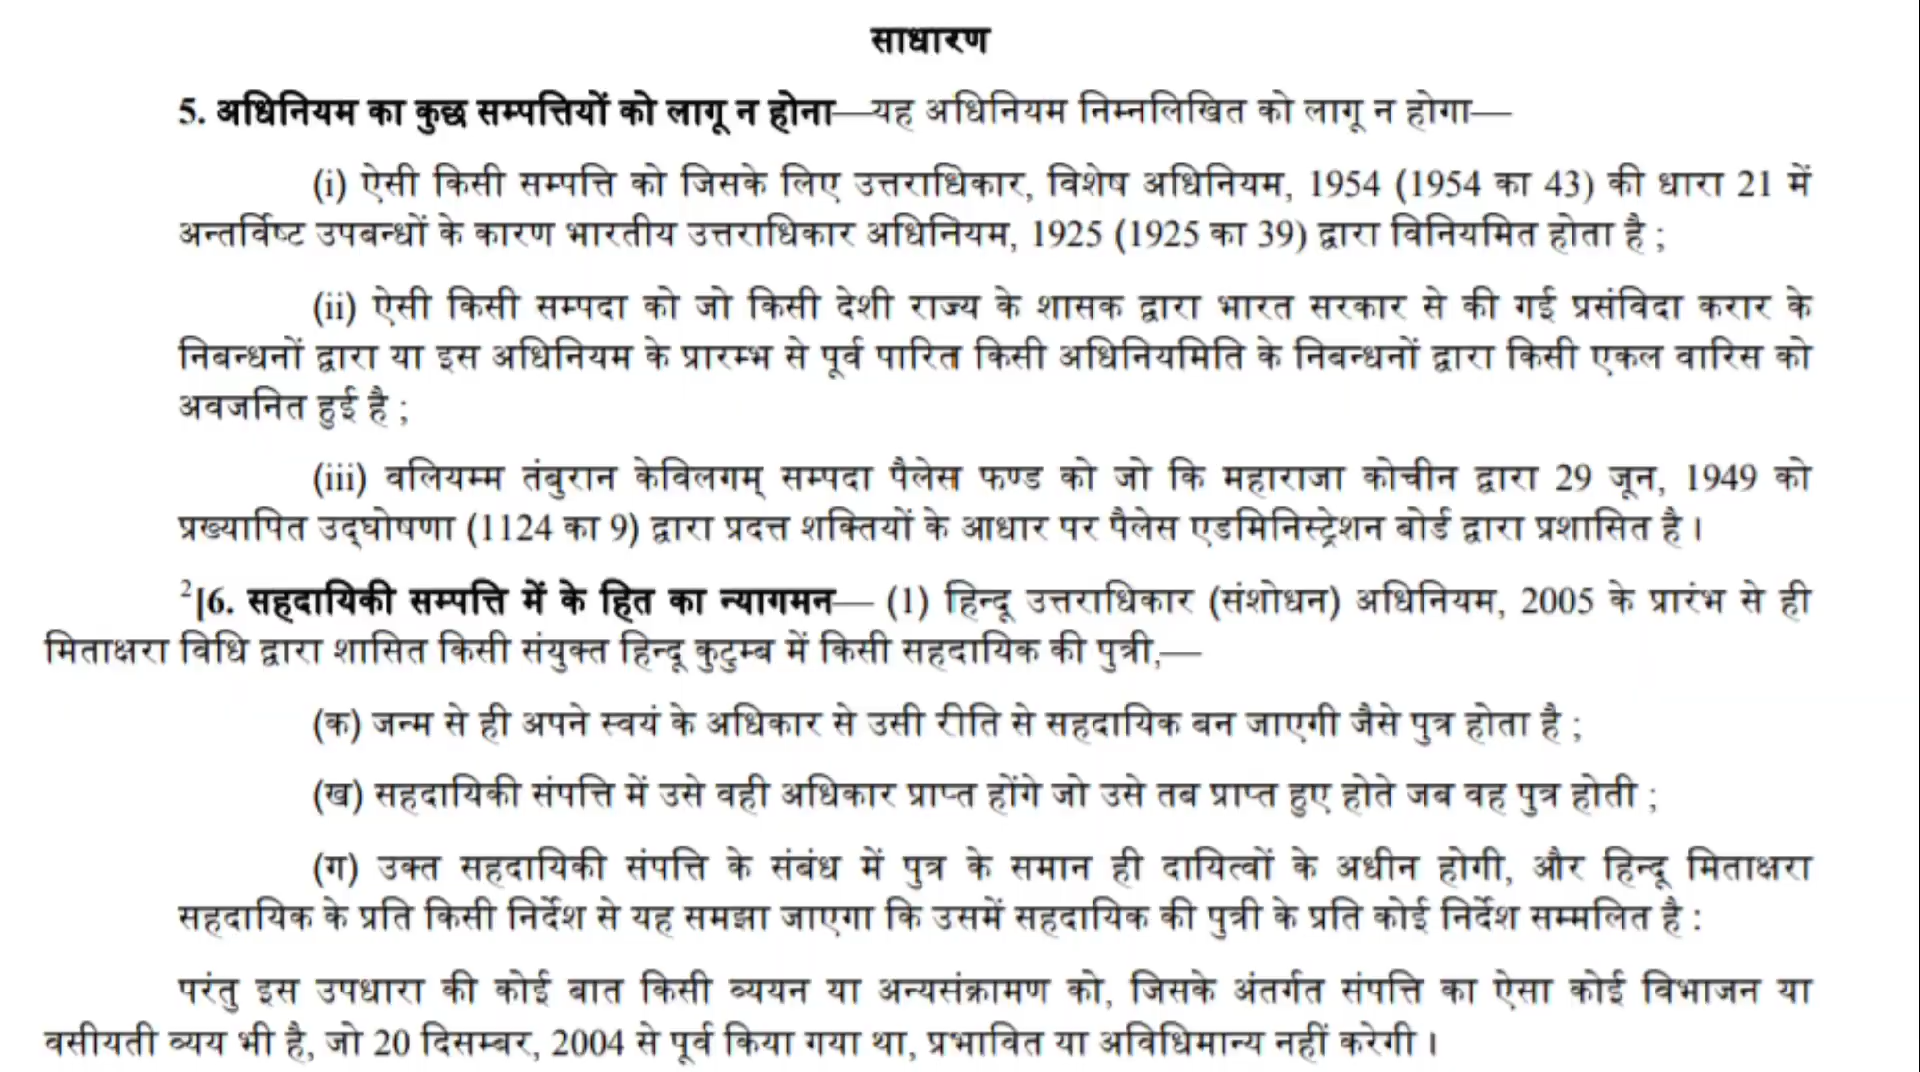 साधारण
5. अधिनियम का कुछ सम्पत्तियों को लागू न होना—यह अधिनियम निम्नलिखित को लागू न होगा—
(i) ऐसी किसी सम्पत्ति को जिसके लिए उत्तराधिकार, विशेष अधिनियम, 1954 (1954 का 43) की धारा 21 में
अन्तर्विष्ट उपबन्धों के कारण भारतीय उत्तराधिकार अधिनियम, 1925 (1925 का 39) द्वारा विनियमित होता है ;
(ii) ऐसी किसी सम्पदा को जो किसी देशी राज्य के शासक द्वारा भारत सरकार से की गई प्रसंविदा करार के
निबन्धनों द्वारा या इस अधिनियम के प्रारम्भ से पूर्व पारित किसी अधिनियमिति के निबन्धनों द्वारा किसी एकल वारिस को
अवजनित हुई है ;
(iii) वलियम्म तंबुरान केविलगम् सम्पदा पैलेस फण्ड को जो कि महाराजा कोचीन द्वारा 29 जून, 1949 को
प्रख्यापित उद्‌घोषणा (1124 का 9) द्वारा प्रदत्त शक्तियों के आधार पर पैलेस एडमिनिस्ट्रेशन बोर्ड द्वारा प्रशासित है ।
2[6. सहदायिकी सम्पत्ति में के हित का न्यागमन— (1) हिन्दू उत्तराधिकार (संशोधन) अधिनियम, 2005 के प्रारंभ से ही
मिताक्षरा विधि द्वारा शासित किसी संयुक्त हिन्दू कुटुम्ब में किसी सहदायिक की पुत्री,—
(क) जन्म से ही अपने स्वयं के अधिकार से उसी रीति से सहदायिक बन जाएगी जैसे पुत्र होता है ;
(ख) सहदायिकी संपत्ति में उसे वही अधिकार प्राप्त होंगे जो उसे तब प्राप्त हुए होते जब वह पुत्र होती ;
(ग) उक्त सहदायिकी संपत्ति के संबंध में पुत्र के समान ही दायित्वों के अधीन होगी, और हिन्दू मिताक्षरा
सहदायिक के प्रति किसी निर्देश से यह समझा जाएगा कि उसमें सहदायिक की पुत्री के प्रति कोई निर्देश सम्मलित है :
परंतु इस उपधारा की कोई बात किसी व्ययन या अन्यसंक्रामण को, जिसके अंतर्गत संपत्ति का ऐसा कोई विभाजन या
वसीयती व्यय भी है, जो 20 दिसम्बर, 2004 से पूर्व किया गया था, प्रभावित या अविधिमान्य नहीं करेगी ।